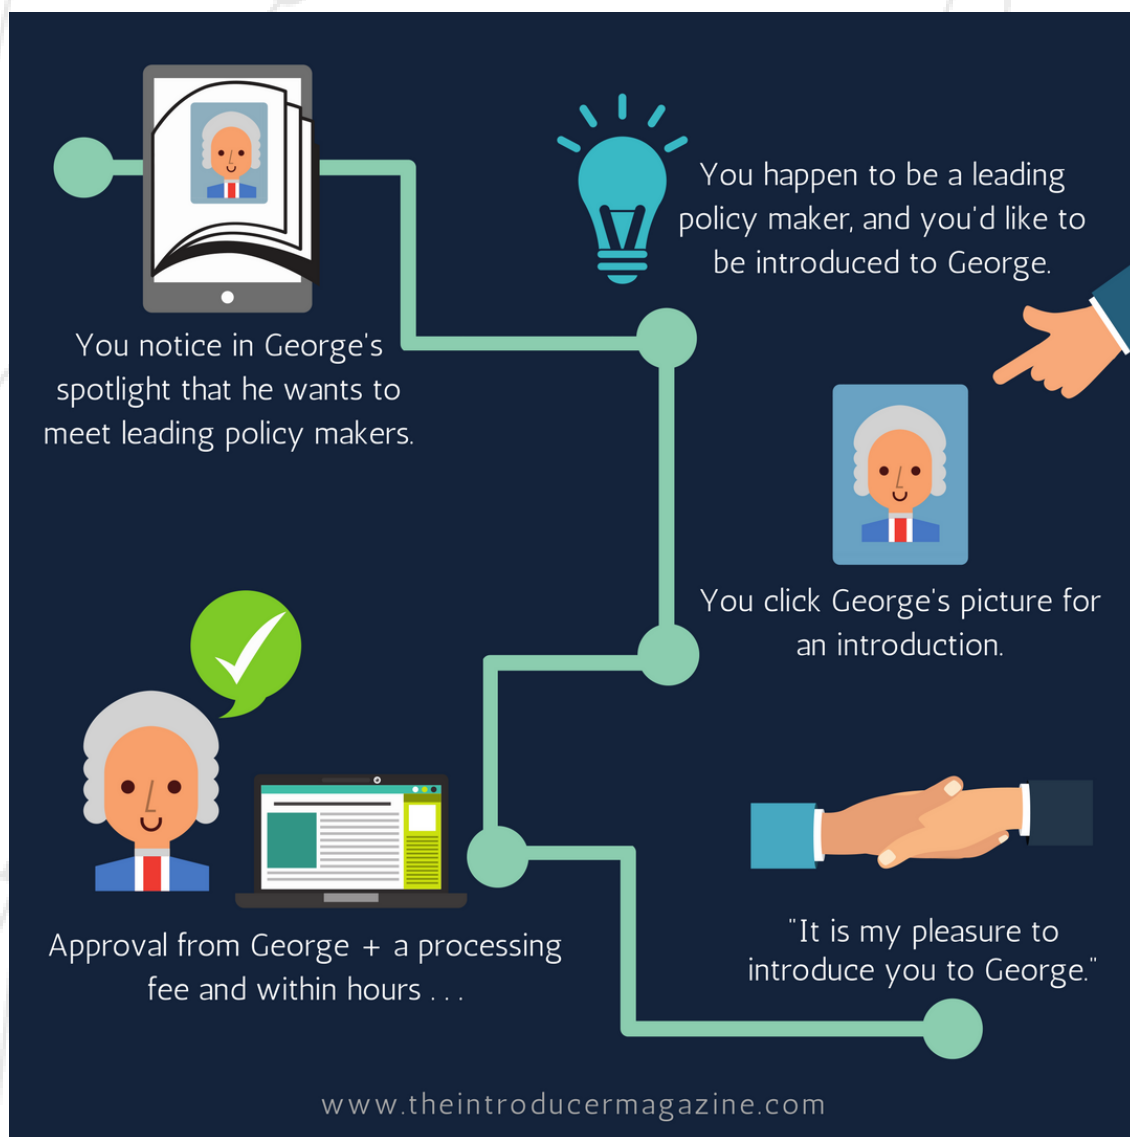 You notice in George's
spotlight that he wants to
meet leading policy makers.
You happen to be a leading
policy maker, and you'd like to
be introduced to George.
You click George's picture for
an introduction.
Approval from George + a processing
fee and within hours . . .
"It is my pleasure to
introduce you to George."
www.theintroducermagazine.com